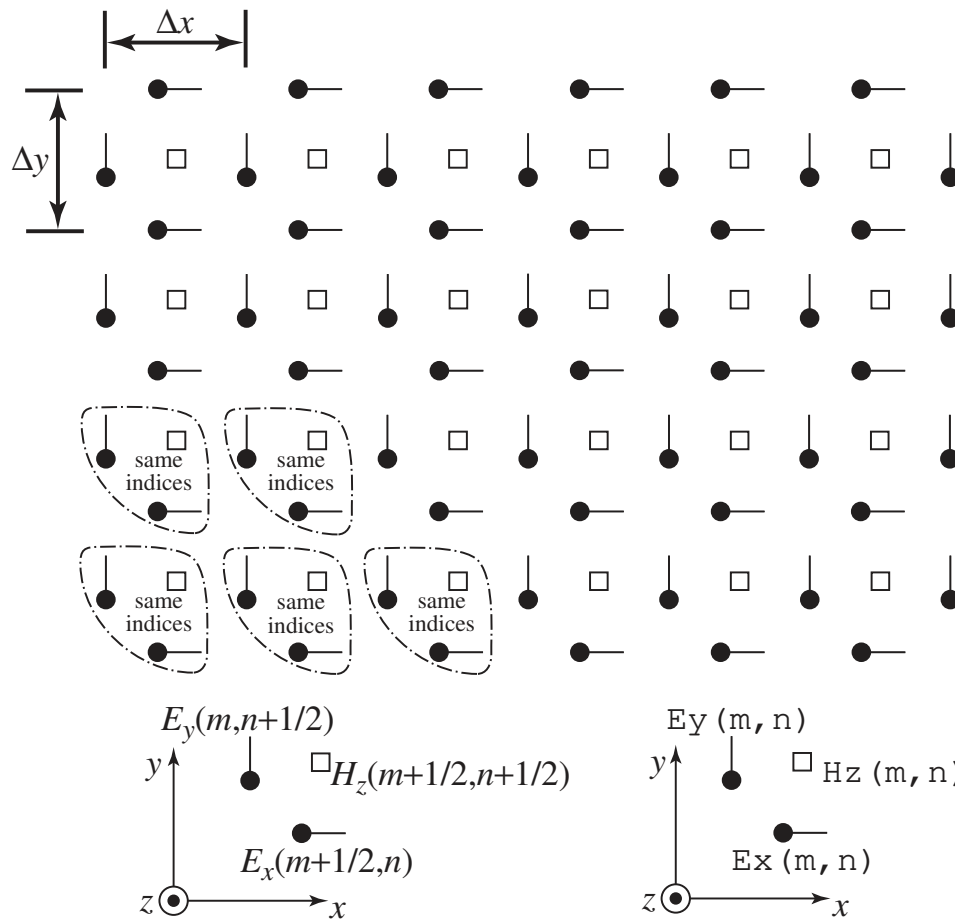 Δx
Δy
same
indices
same
indices
same
indices
same
indices
same
indices
E_y(m,n+1/2)
y
H_z(m+1/2,n+1/2)
E_x(m+1/2,n)
z
x
Ey(m,n)
y
Hz(m,n)
Ex(m,n)
z
x